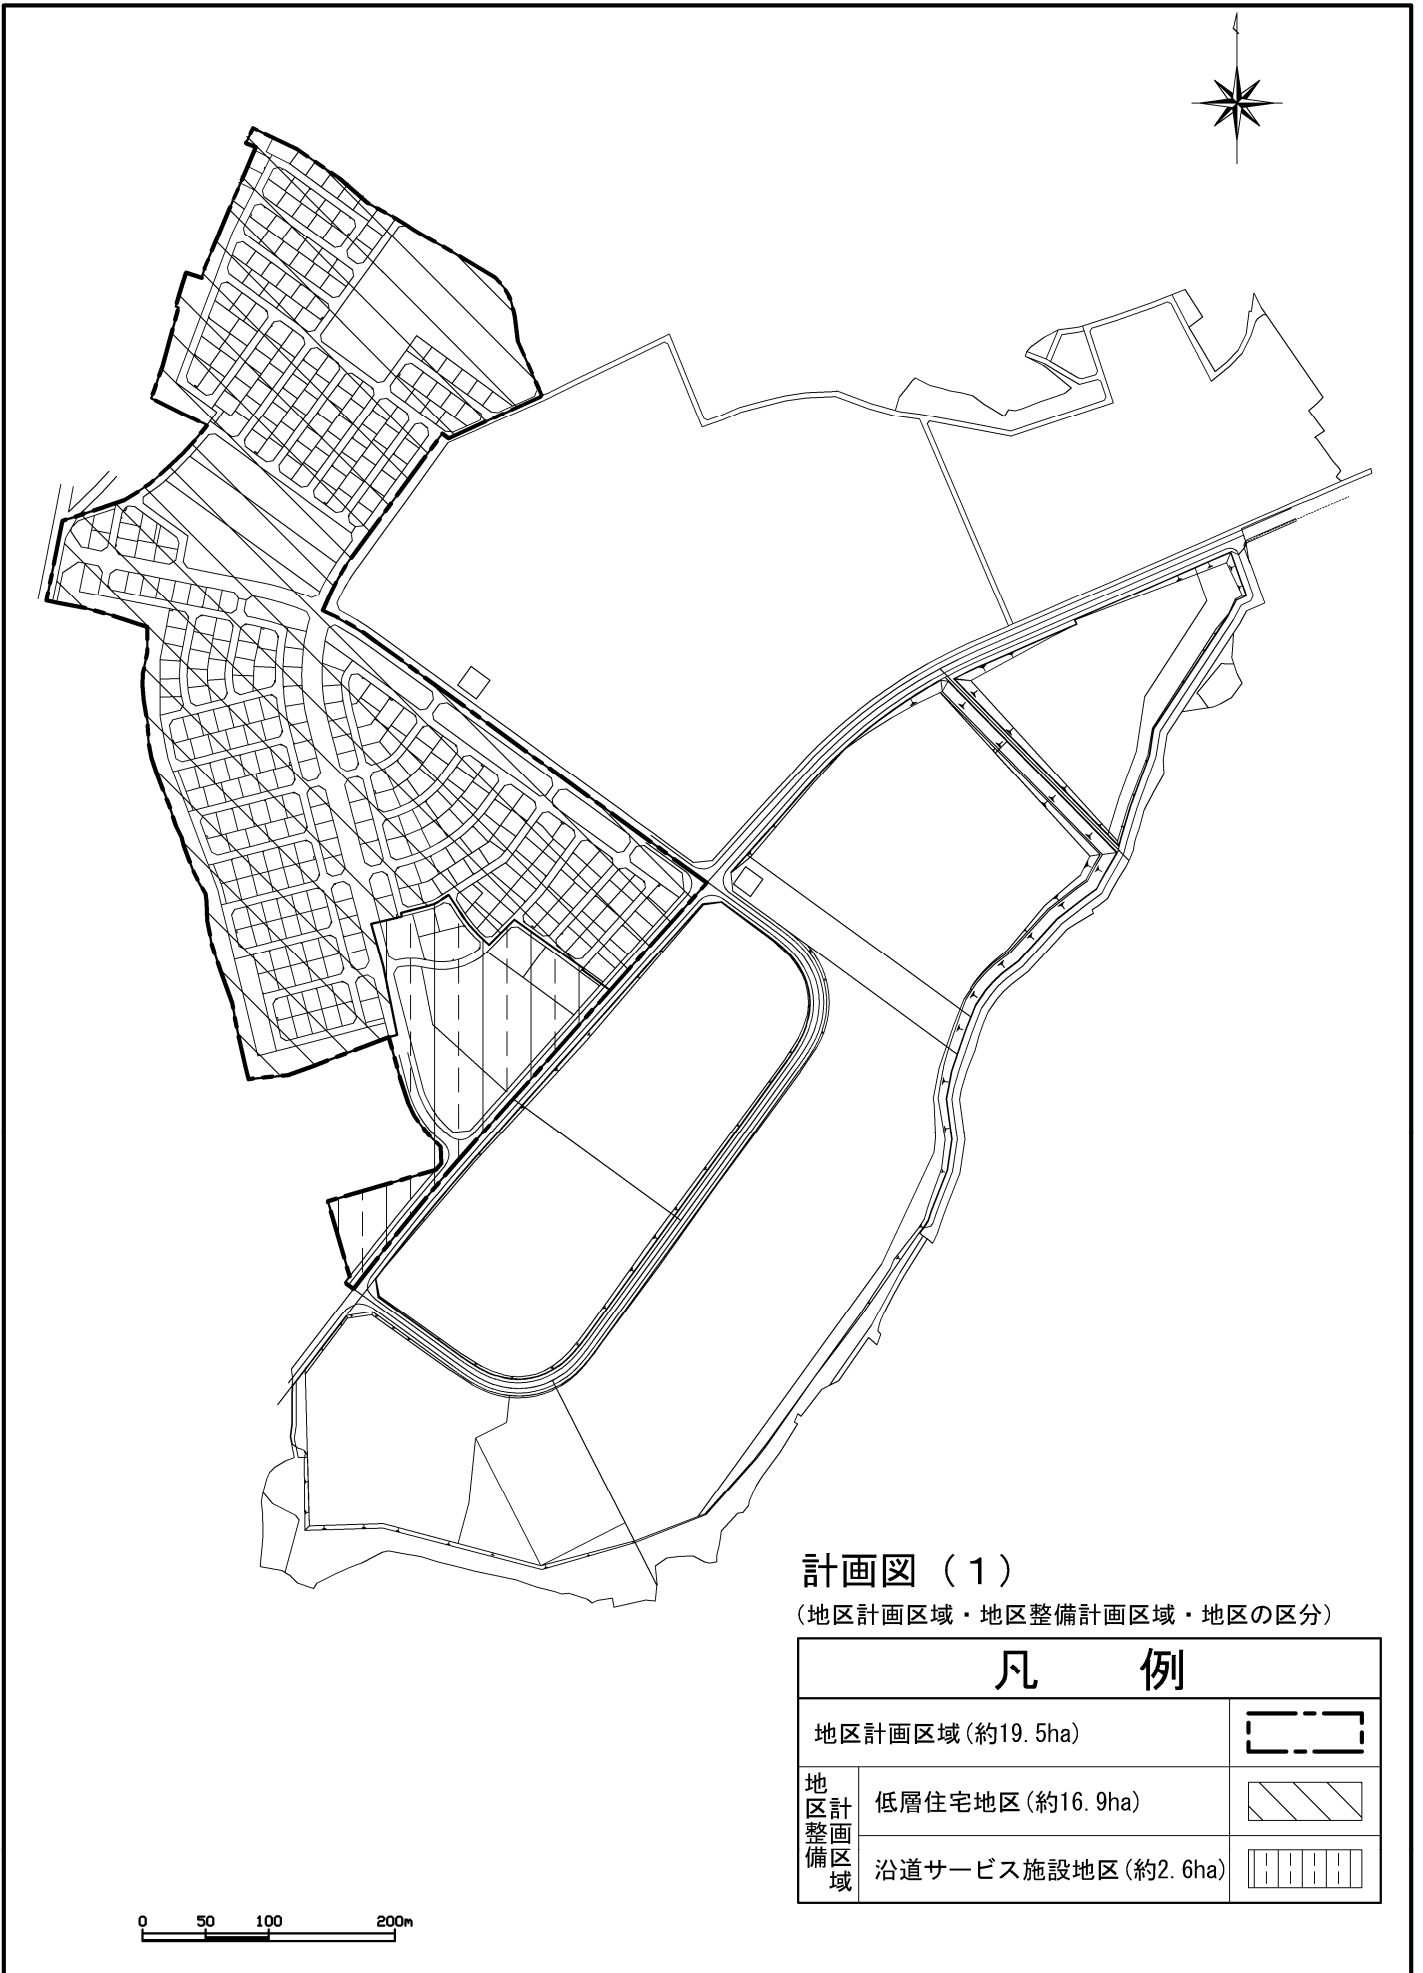 計画図（１）
（地区計画区域・地区整備計画区域・地区の区分）
凡　例
地区計画区域(約19.5ha)
地区整備計画区域
低層住宅地区(約16.9ha)
沿道サービス施設地区(約2.6ha)
0 50 100 200m